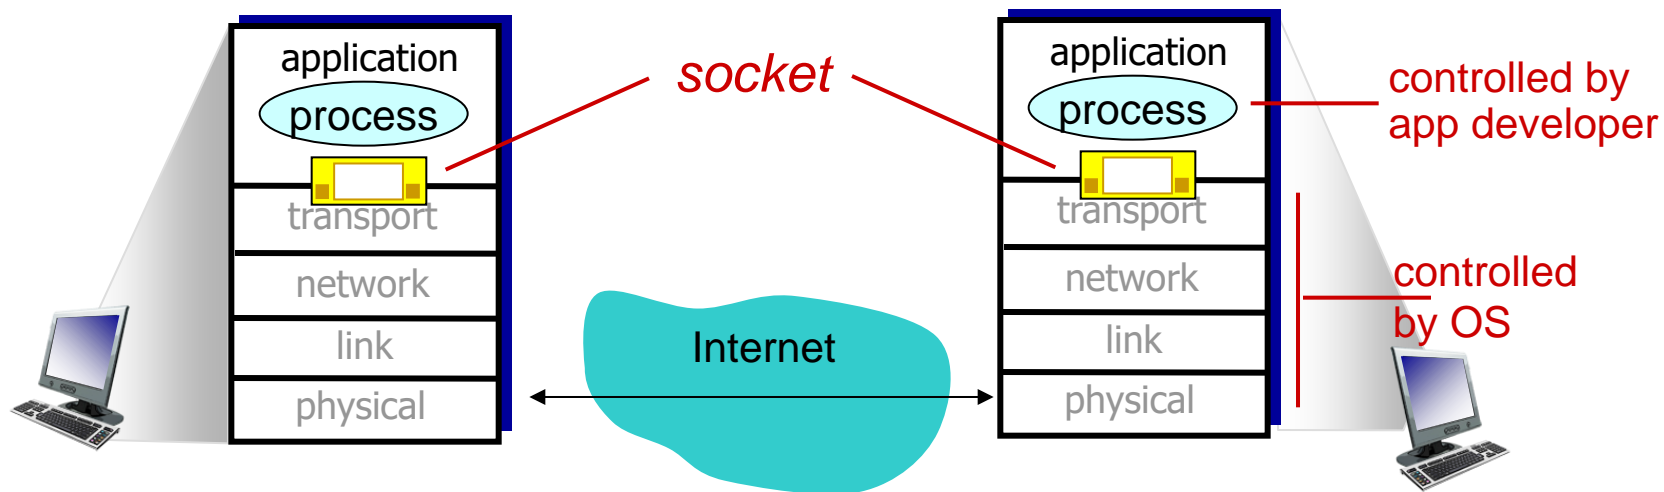 application
process
transport
network
link
physical
socket
Internet
application
process
transport
network
link
physical
controlled by
app developer
controlled
by OS